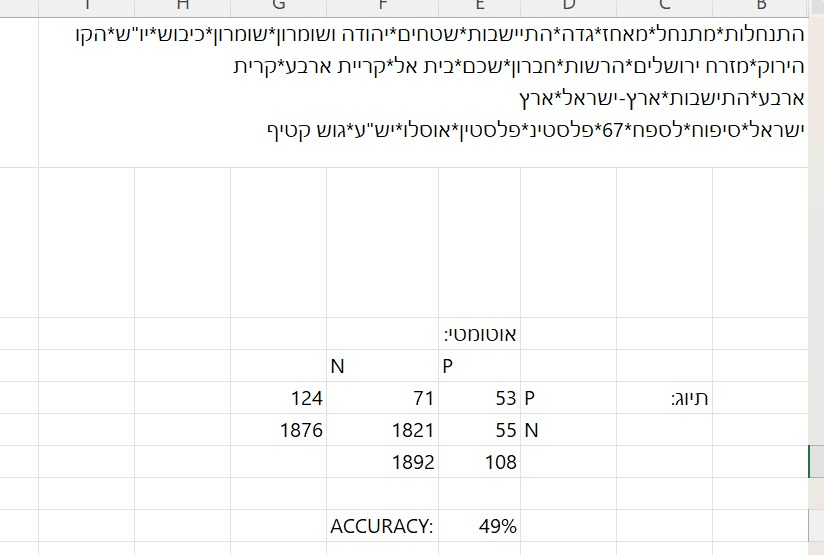 I H G F E D C B
התנחלות*מתנחל*מאחז*גדה*התיישבות*שטחים*יהודה ושומרון*שומרון*כיבוש*יו"ש*הקו
הירוק*מזרח ירושלים*הרשות*חברון*שכם*בית אל*קריית ארבע*קרית
ארבע*התישבות*ארץ-ישראל*ארץ
ישראל*סיפוח*לספח*67*פלסטינ*פלסטין*אוסלו*יש"ע*גוש קטיף
אוטומטי:
N P
124 71 53 P תיוג:
1876 1821 55 N
1892 108
ACCURACY: 49%